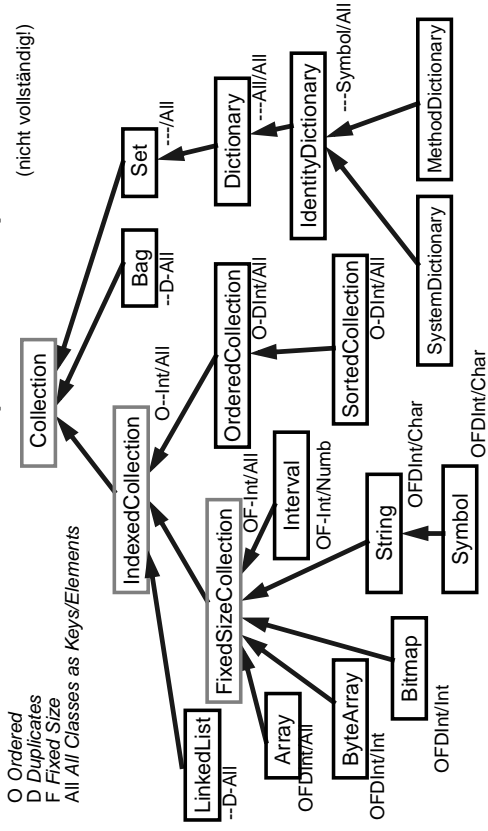 O Ordered
D Duplicates
F Fixed Size
All All Classes as Keys/Elements
(nicht vollständig!)
Collection
IndexedCollection
O--Int/All
Bag
--D-All
Set
---/All
LinkedList
--D-All
FixedSizeCollection
OF-Int/All
OrderedCollection
O-DInt/All
Dictionary
---All/All
Array
OFDInt/All
Interval
OF-Int/Numb
SortedCollection
O-DInt/All
IdentityDictionary
---Symbol/All
ByteArray
OFDInt/Int
Bitmap
OFDInt/Int
String
OFDInt/Char
Symbol
OFDInt/Char
SystemDictionary
MethodDictionary